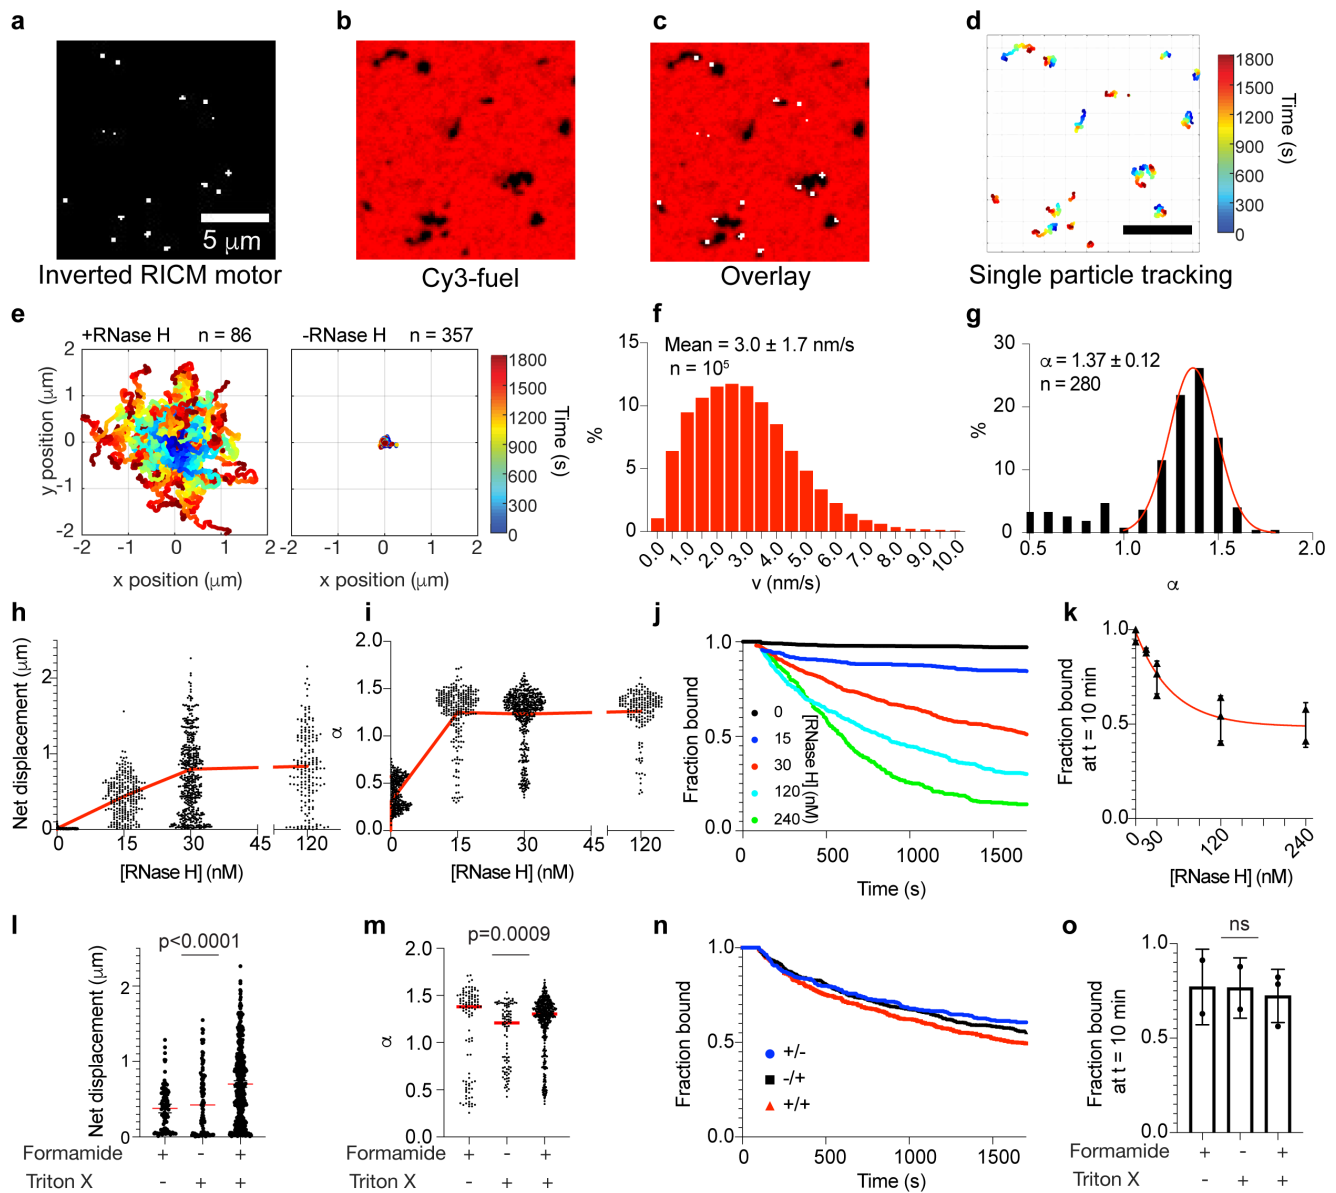 a
b
c
d
5 μm
Inverted RICM motor
Cy3-fuel
Overlay
Single particle tracking
1800
1500
1200
900
600
300
0
Time (s)
e
+RNase H n = 86
-RNase H n = 357
2
1
0
-1
-2
y position (μm)
-2 -1 0 1 2
x position (μm)
-2 -1 0 1 2
x position (μm)
1800
1500
1200
900
600
300
0
Time (s)
f
Mean = 3.0 ± 1.7 nm/s
n = 10⁵
15
10
5
0
%
0.0 1.0 2.0 3.0 4.0 5.0 6.0 7.0 8.0 9.0 10.0
v (nm/s)
g
α = 1.37 ± 0.12
n = 280
30
20
10
0
%
0.5 1.0 1.5 2.0
α
h
2
1
0
Net displacement (μm)
0 15 30 45 120
[RNase H] (nM)
i
2.0
1.5
1.0
0.5
0.0
α
0 15 30 45 120
[RNase H] (nM)
j
1.0
0.5
0.0
Fraction bound
0
15
30
120
240
[RNase H] (nM)
0 500 1000 1500
Time (s)
k
1.0
0.5
0.0
Fraction bound
at t = 10 min
0 30 120 240
[RNase H] (nM)
l
p<0.0001
2
1
0
Net displacement (μm)
Formamide + - +
Triton X - + +
m
p=0.0009
2.0
1.5
1.0
0.5
0.0
α
Formamide + - +
Triton X - + +
n
1.0
0.5
0.0
Fraction bound
+/-
-/+
+/+
0 500 1000 1500
Time (s)
o
ns
1.0
0.5
0.0
Fraction bound
at t = 10 min
Formamide + - +
Triton X - + +